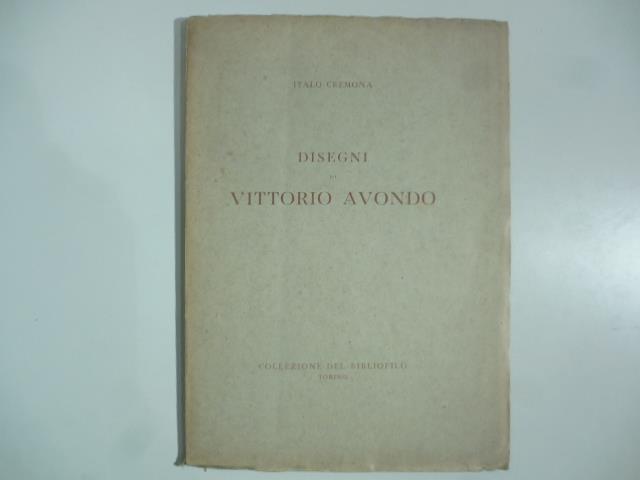 ITALO CREMONA
DISEGNI
DI
VITTORIO AVONDO
COLLEZIONE DEL BIBLIOFILO
TORINO